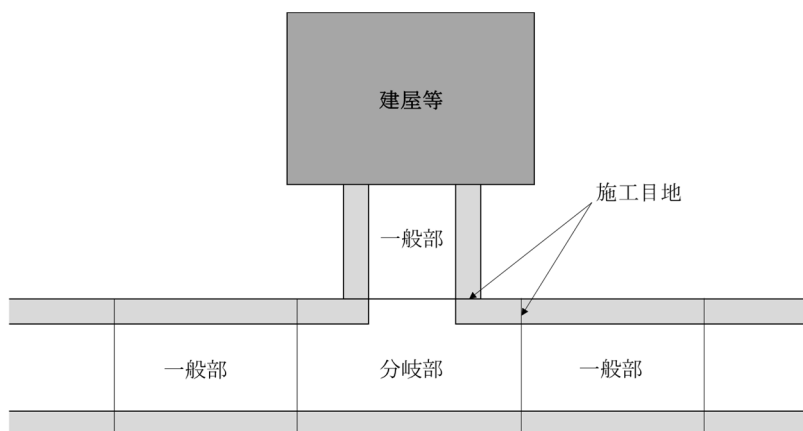 建屋等
施工目地
一般部
一般部
分岐部
一般部